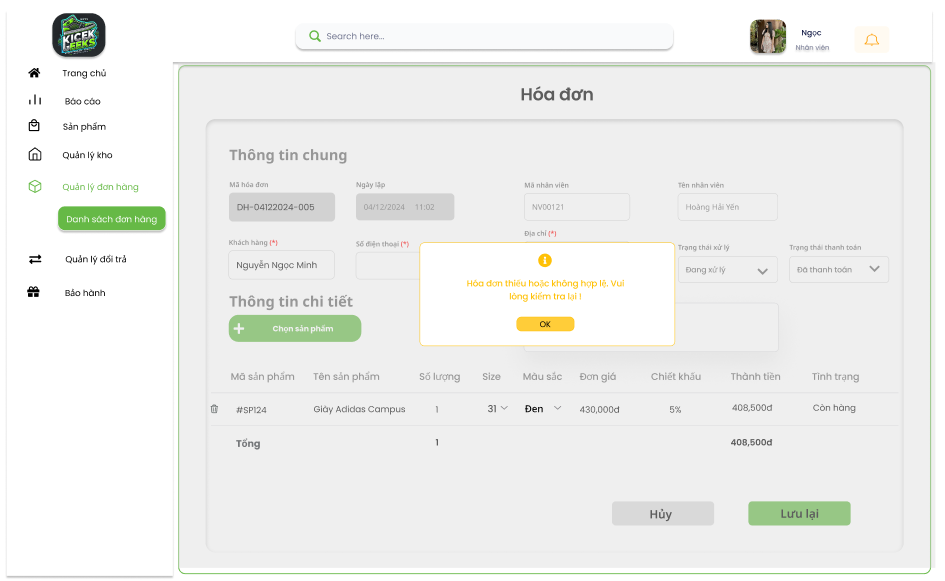 KICEK
GEEKS
Search here...
Ngọc
Nhân viên
Trang chủ
Báo cáo
Sản phẩm
Quản lý kho
Quản lý đơn hàng
Danh sách đơn hàng
Quản lý đổi trả
Bảo hành
Hóa đơn
Thông tin chung
Mã hóa đơn
Ngày lập
Mã nhân viên
Tên nhân viên
DH-04122024-005
04/12/2024 11:02
NV00121
Hoàng Hải Yến
Khách hàng (*)
Số điện thoại (*)
Địa chỉ (*)
Trạng thái xử lý
Trạng thái thanh toán
Nguyễn Ngọc Minh
Đang xử lý
Đã thanh toán
Hóa đơn thiếu hoặc không hợp lệ. Vui
lòng kiểm tra lại !
OK
Thông tin chi tiết
Chọn sản phẩm
Mã sản phẩm Tên sản phẩm Số lượng Size Màu sắc Đơn giá Chiết khấu Thành tiền Tình trạng
#SP124 Giày Adidas Campus 1 31 Đen 430,000đ 5% 408,500đ Còn hàng
Tổng 1 408,500đ
Hủy
Lưu lại